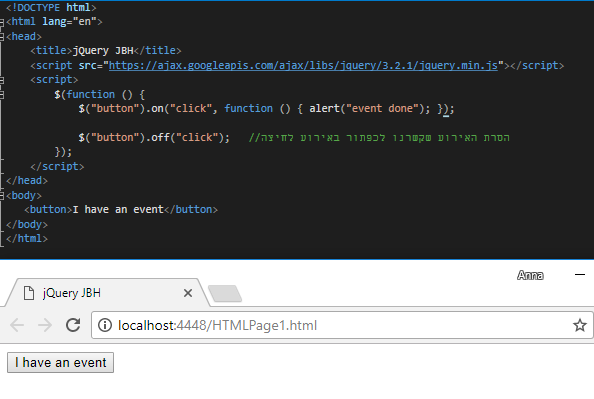 <!DOCTYPE html>
<html lang="en">
<head>
<title>jQuery JBH</title>
<script src="https://ajax.googleapis.com/ajax/libs/jquery/3.2.1/jquery.min.js"></script>
<script>
$(function () {
$("button").on("click", function () { alert("event done"); });
$("button").off("click"); //הסרת האירוע שקשרנו לכפתור באירוע לחיצה
});
</script>
</head>
<body>
<button>I have an event</button>
</body>
</html>
Anna
jQuery JBH
localhost:4448/HTMLPage1.html
I have an event